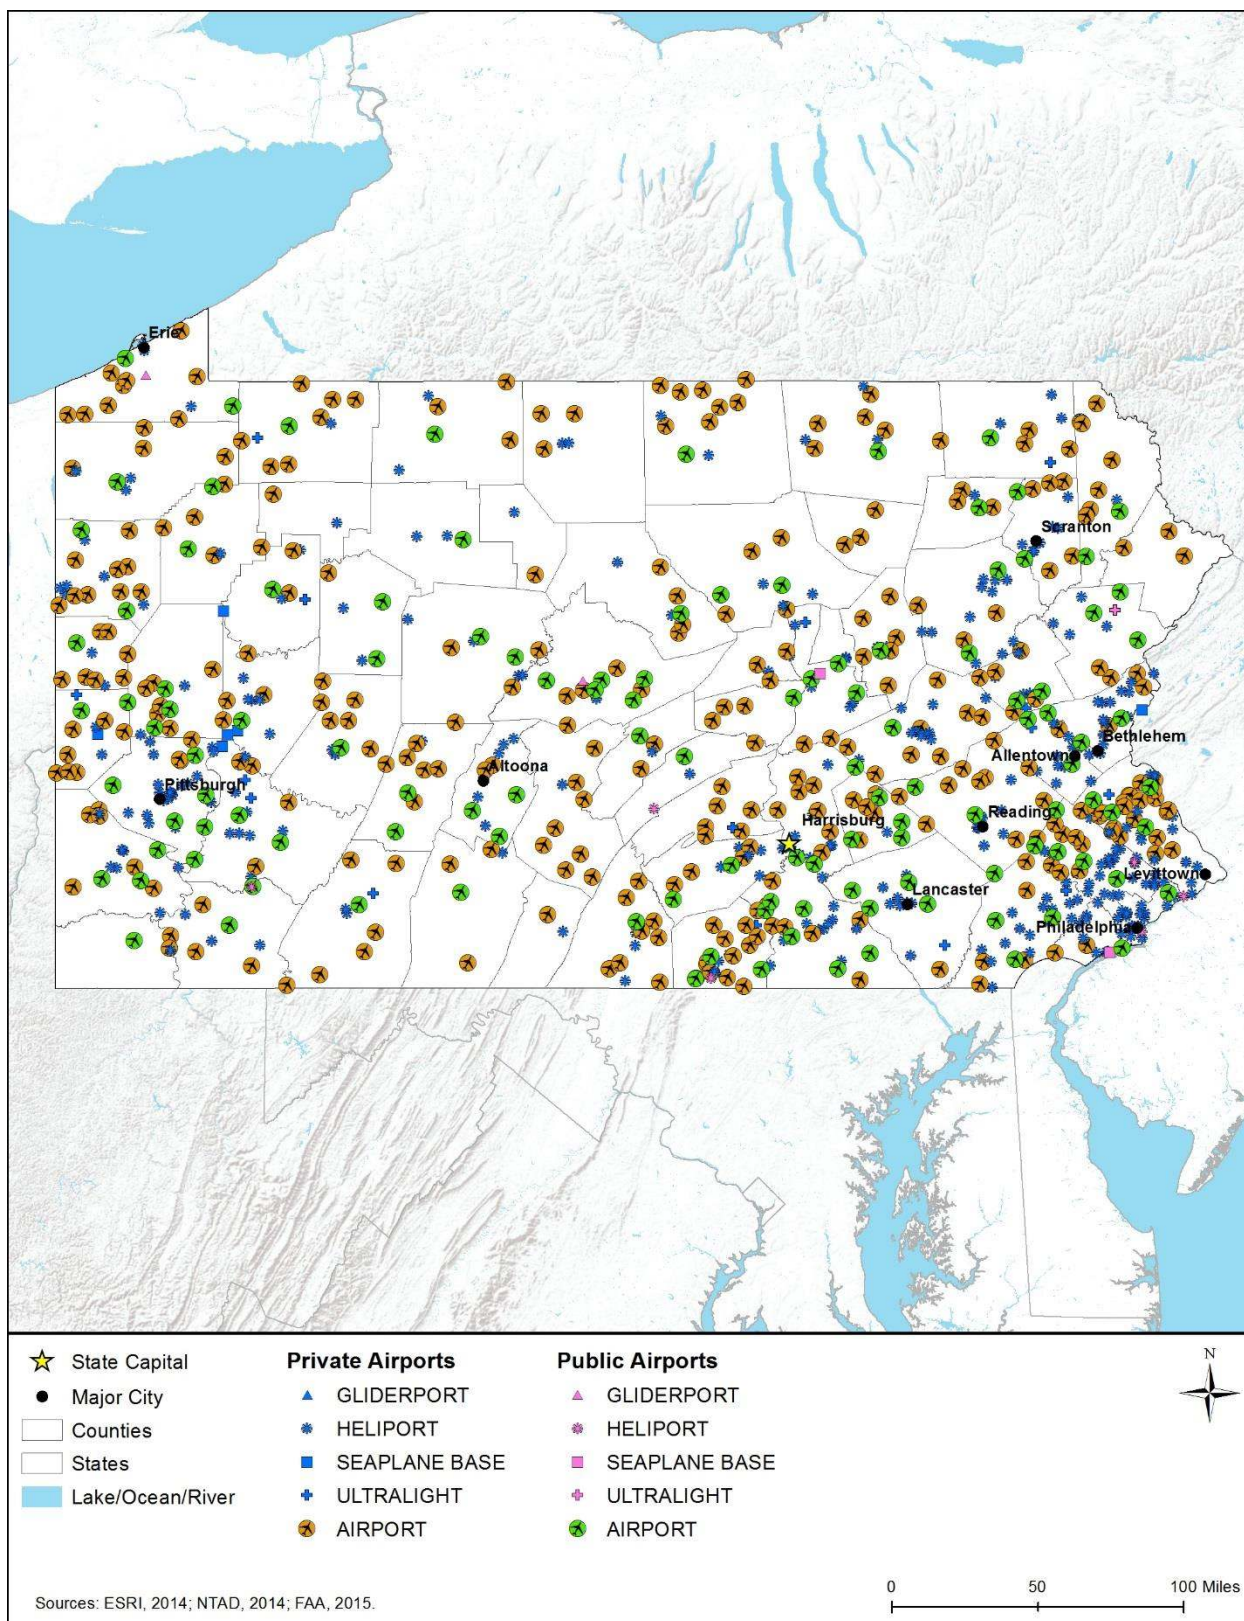 Erie
Scranton
Bethlehem
Allentown
Altoona
Pittsburgh
Reading
Harrisburg
Levittown
Lancaster
Philadelphia
State Capital
Major City
Counties
States
Lake/Ocean/River
Private Airports
GLIDERPORT
HELIPORT
SEAPLANE BASE
ULTRALIGHT
AIRPORT
Public Airports
GLIDERPORT
HELIPORT
SEAPLANE BASE
ULTRALIGHT
AIRPORT
N
0 50 100 Miles
Sources: ESRI, 2014; NTAD, 2014; FAA, 2015.